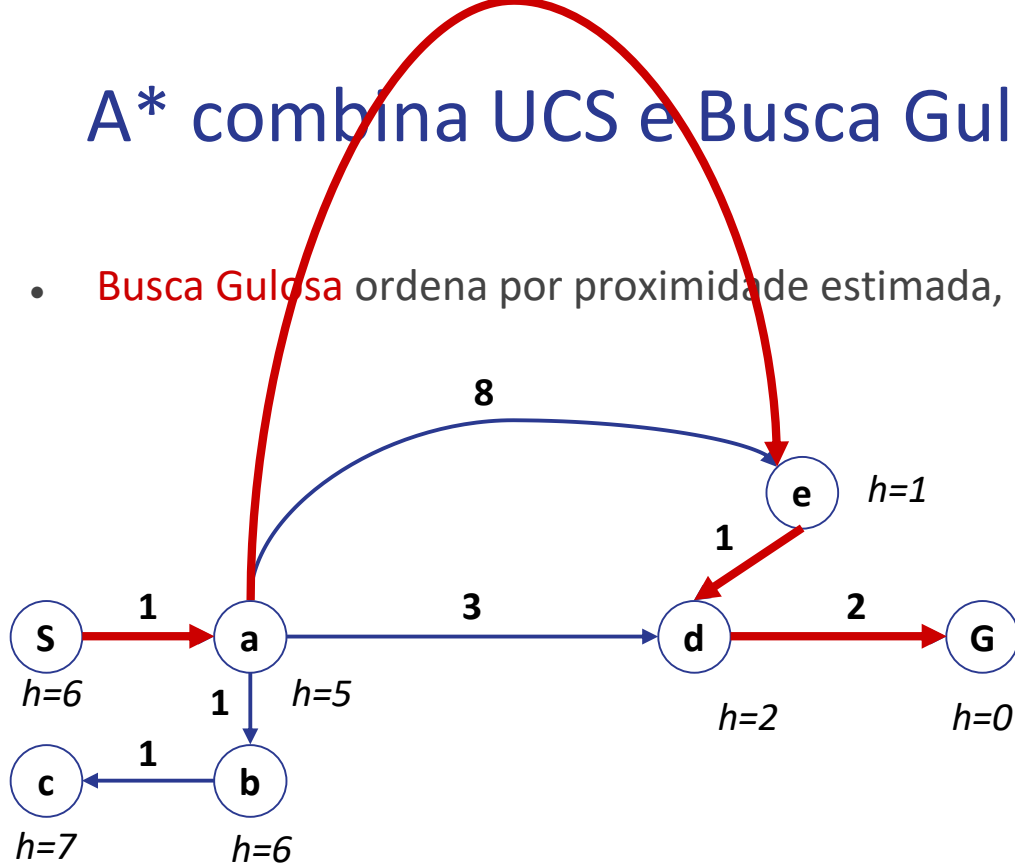 A* combina UCS e Busca Gul
• Busca Gulosa ordena por proximidade estimada,
8
e h=1
1
1 3 2
S a d G
h=6 1 h=5 h=2 h=0
1
c b
h=7 h=6